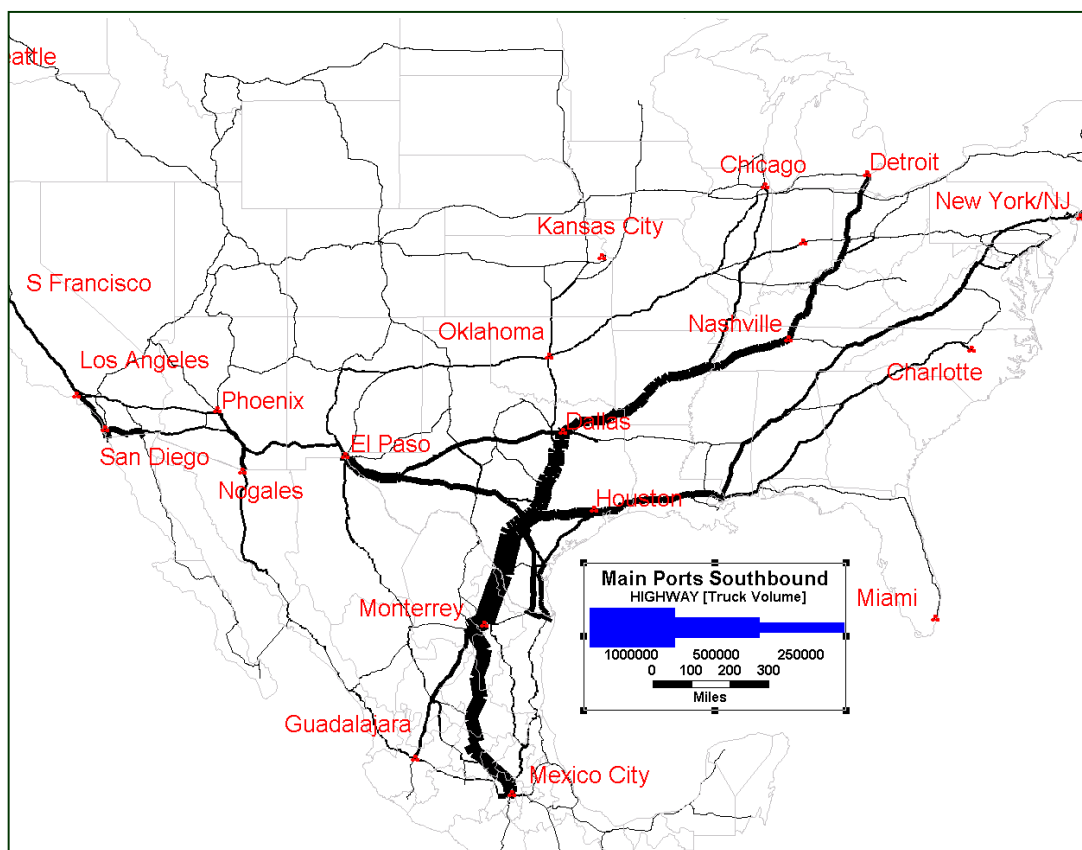 eattle
Chicago
Detroit
New York/NJ
Kansas City
S Francisco
Nashville
Oklahoma
Los Angeles
Charlotte
Phoenix
Dallas
El Paso
San Diego
Nogales
Houston
Main Ports Southbound
HIGHWAY [Truck Volume]
1000000 500000 250000
0 100 200 300
Miles
Miami
Monterrey
Guadalajara
Mexico City